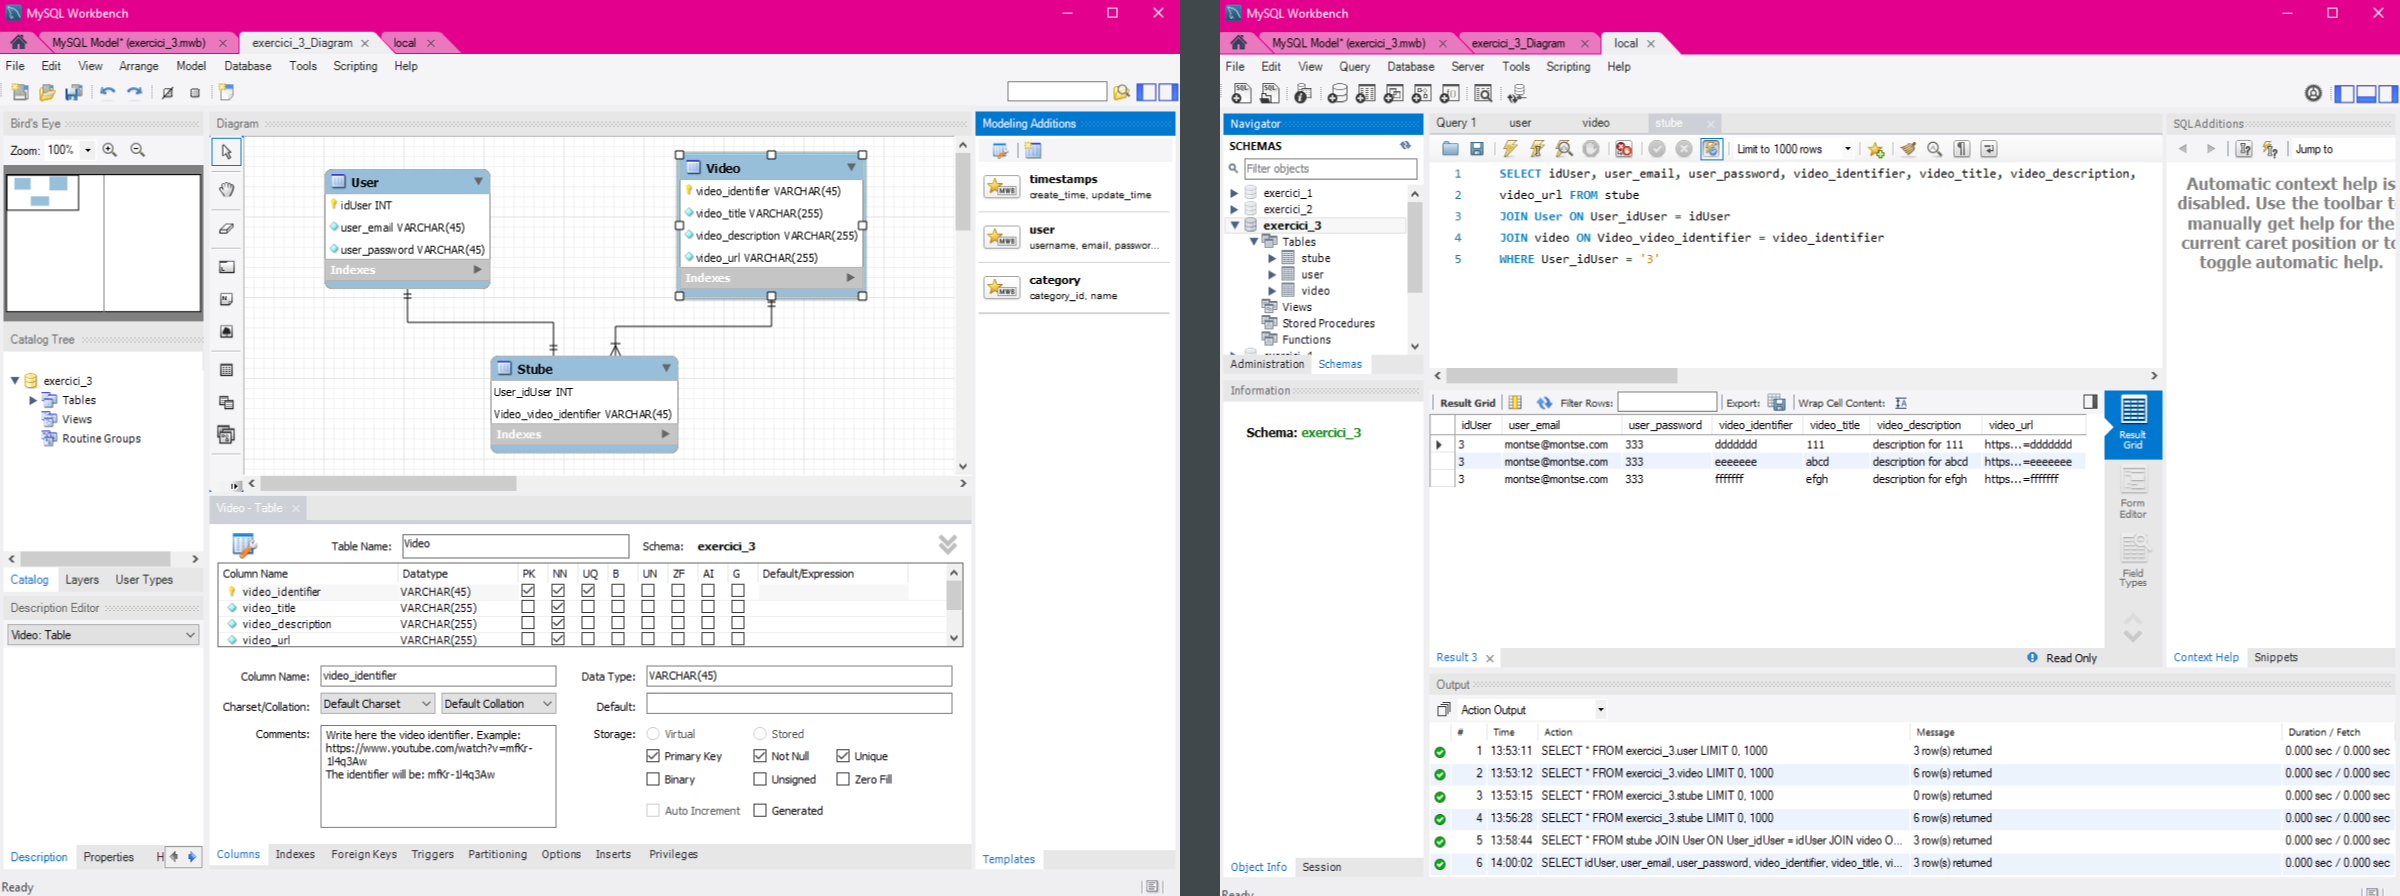 MySQL Workbench
MySQL Model* (exercici_3.mwb)
exercici_3_Diagram
local
File Edit View Arrange Model Database Tools Scripting Help
Bird's Eye
Zoom: 100%
Catalog Tree
exercici_3
Tables
Views
Routine Groups
Catalog Layers User Types
Description Editor
Video: Table
Description Properties H
Ready
Diagram
User
idUser INT
user_email VARCHAR(45)
user_password VARCHAR(45)
Indexes
Video
video_identifier VARCHAR(45)
video_title VARCHAR(255)
video_description VARCHAR(255)
video_url VARCHAR(255)
Indexes
Stube
User_idUser INT
Video_video_identifier VARCHAR(45)
Indexes
Modeling Additions
timestamps
create_time, update_time
user
username, email, passwor...
category
category_id, name
Templates
Video - Table
Table Name: Video Schema: exercici_3
Column Name Datatype PK NN UQ B UN ZF AI G Default/Expression
video_identifier VARCHAR(45)
video_title VARCHAR(255)
video_description VARCHAR(255)
video_url VARCHAR(255)
Column Name: video_identifier Data Type: VARCHAR(45)
Charset/Collation: Default Charset Default Collation Default:
Comments: Write here the video identifier. Example:
https://www.youtube.com/watch?v=mfKr-
1l4q3Aw
The identifier will be: mfKr-1l4q3Aw
Storage: Virtual Stored
Primary Key Not Null Unique
Binary Unsigned Zero Fill
Auto Increment Generated
Columns Indexes Foreign Keys Triggers Partitioning Options Inserts Privileges
MySQL Workbench
MySQL Model* (exercici_3.mwb)
exercici_3_Diagram
local
File Edit View Query Database Server Tools Scripting Help
Navigator
SCHEMAS
Filter objects
exercici_1
exercici_2
exercici_3
Tables
stube
user
video
Views
Stored Procedures
Functions
Administration Schemas
Information
Schema: exercici_3
Object Info Session
Ready
Query 1 user video stube
Limit to 1000 rows
1 SELECT idUser, user_email, user_password, video_identifier, video_title, video_description,
2 video_url FROM stube
3 JOIN User ON User_idUser = idUser
4 JOIN video ON Video_video_identifier = video_identifier
5 WHERE User_idUser = '3'
SQLAdditions
Jump to
Automatic context help is
disabled. Use the toolbar t
manually get help for the
current caret position or to
toggle automatic help.
Context Help Snippets
Result Grid Filter Rows: Export: Wrap Cell Content: IA
idUser user_email user_password video_identifier video_title video_description video_url
3 montse@montse.com 333 ddddddd 111 description for 111 https...=ddddddd
3 montse@montse.com 333 eeeeeee abcd description for abcd https...=eeeeeee
3 montse@montse.com 333 fffffff efgh description for efgh https...=fffffff
Result
Grid
Form
Editor
Field
Types
Result 3
Read Only
Output
Action Output
# Time Action Message Duration / Fetch
1 13:53:11 SELECT * FROM exercici_3.user LIMIT 0, 1000 3 row(s) returned 0.000 sec / 0.000 sec
2 13:53:12 SELECT * FROM exercici_3.video LIMIT 0, 1000 6 row(s) returned 0.000 sec / 0.000 sec
3 13:53:15 SELECT * FROM exercici_3.stube LIMIT 0, 1000 0 row(s) returned 0.000 sec / 0.000 sec
4 13:56:28 SELECT * FROM exercici_3.stube LIMIT 0, 1000 3 row(s) returned 0.000 sec / 0.000 sec
5 13:58:44 SELECT * FROM stube JOIN User ON User_idUser = idUser JOIN video O... 3 row(s) returned 0.000 sec / 0.000 sec
6 14:00:02 SELECT idUser, user_email, user_password, video_identifier, video_title, vi... 3 row(s) returned 0.000 sec / 0.000 sec